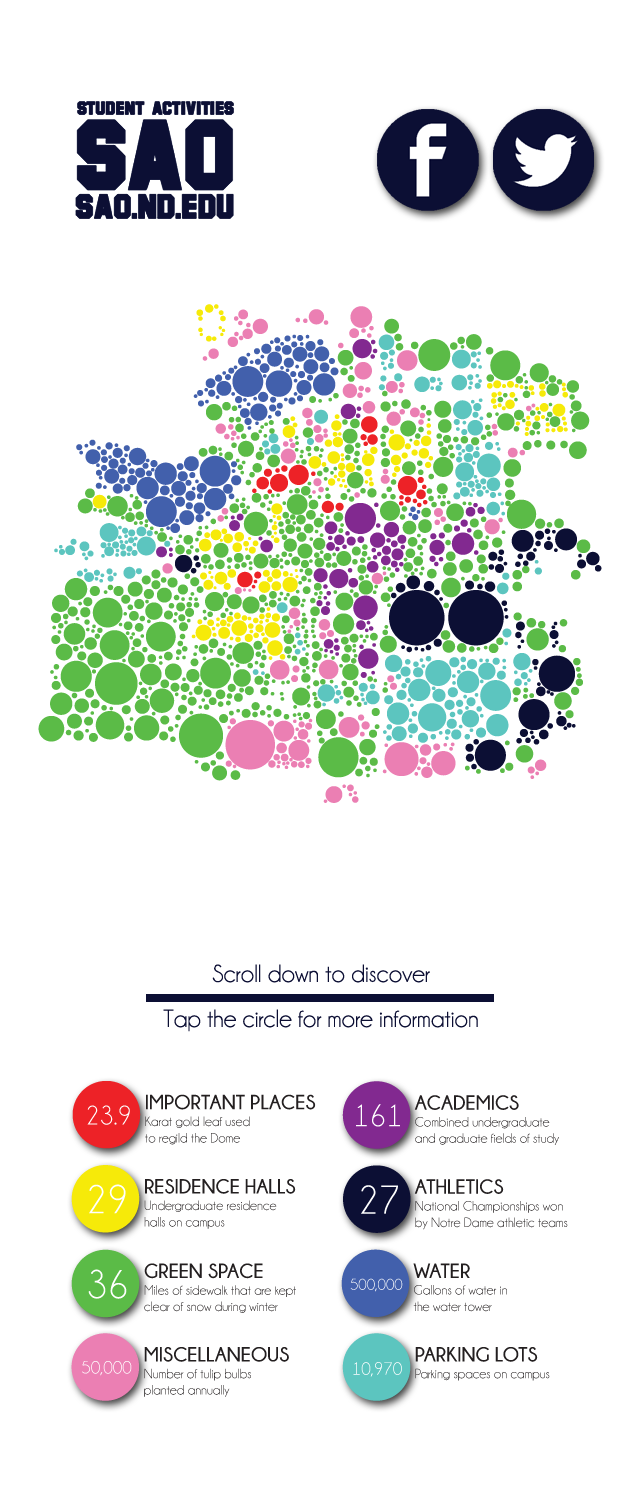 STUDENT ACTIVITIES
SAO
SAO.ND.EDU
Scroll down to discover
Tap the circle for more information
23.9
IMPORTANT PLACES
Karat gold leaf used
to regild the Dome
161
ACADEMICS
Combined undergraduate
and graduate fields of study
29
RESIDENCE HALLS
Undergraduate residence
halls on campus
27
ATHLETICS
National Championships won
by Notre Dame athletic teams
36
GREEN SPACE
Miles of sidewalk that are kept
clear of snow during winter
500,000
WATER
Gallons of water in
the water tower
50,000
MISCELLANEOUS
Number of tulip bulbs
planted annually
10,970
PARKING LOTS
Parking spaces on campus